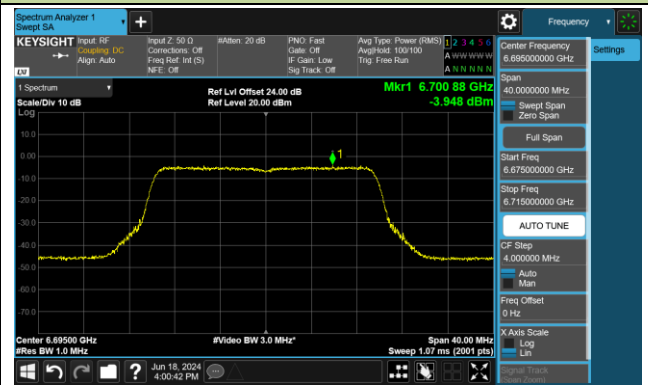 Spectrum Analyzer 1
Swept SA
Frequency
KEYSIGHT
Input: RF
Coupling: DC
Align: Auto
LXI
Input Z: 50 Ω
Corrections: Off
Freq Ref: Int (S)
NFE: Off
#Atten: 20 dB
PNO: Fast
Gate: Off
IF Gain: Low
Sig Track: Off
Avg Type: Power (RMS)
Avg|Hold: 100/100
Trig: Free Run
1 2 3 4 5 6
A W W W W W
A N N N N N
1 Spectrum
Scale/Div 10 dB
Log
Ref Lvl Offset 24.00 dB
Ref Level 20.00 dBm
Mkr1 6.700 88 GHz
-3.948 dBm
10.0
0.00
-10.0
-20.0
-30.0
-40.0
-50.0
-60.0
-70.0
1
Center 6.69500 GHz
#Res BW 1.0 MHz
#Video BW 3.0 MHz*
Span 40.00 MHz
Sweep 1.07 ms (2001 pts)
Jun 18, 2024
4:00:42 PM
Center Frequency
6.695000000 GHz
Settings
Span
40.0000000 MHz
Swept Span
Zero Span
Full Span
Start Freq
6.675000000 GHz
Stop Freq
6.715000000 GHz
AUTO TUNE
CF Step
4.000000 MHz
Auto
Man
Freq Offset
0 Hz
X Axis Scale
Log
Lin
Signal Track
(Span Zoom)